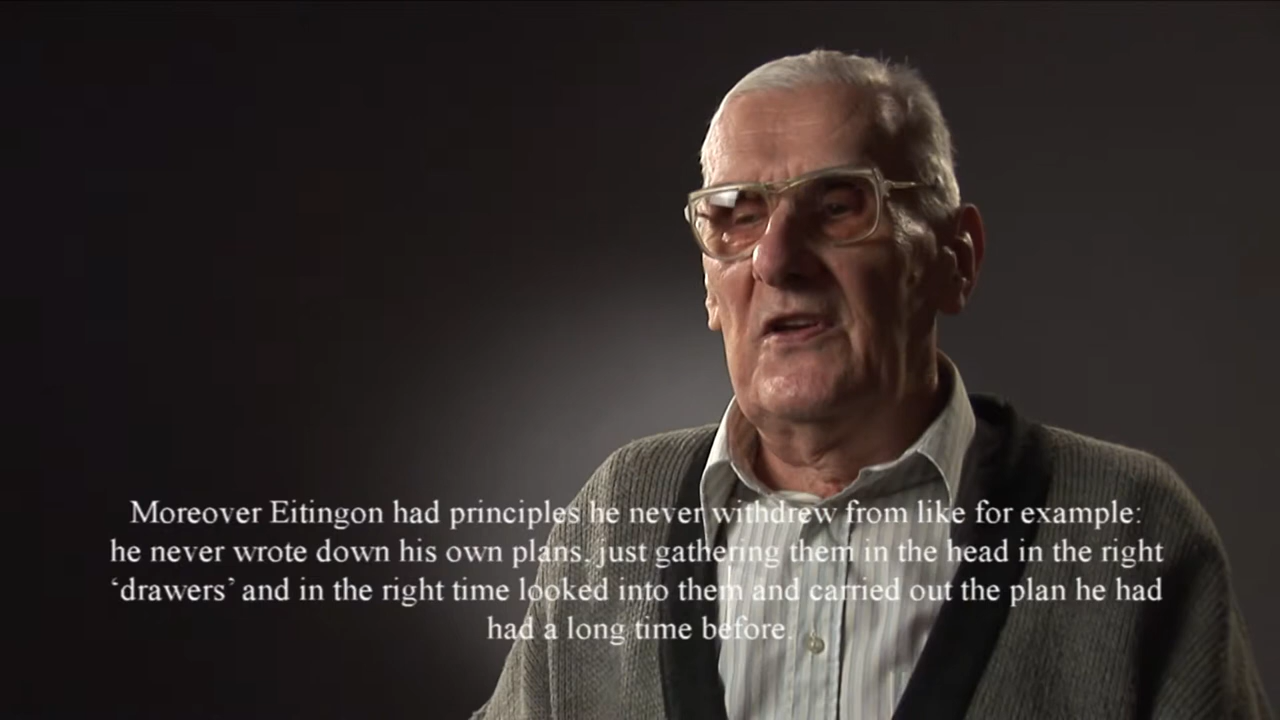 Moreover Eitingon had principles he never withdrew from like for example:
he never wrote down his own plans, just gathering them in the head in the right
‘drawers’ and in the right time looked into them and carried out the plan he had
had a long time before.